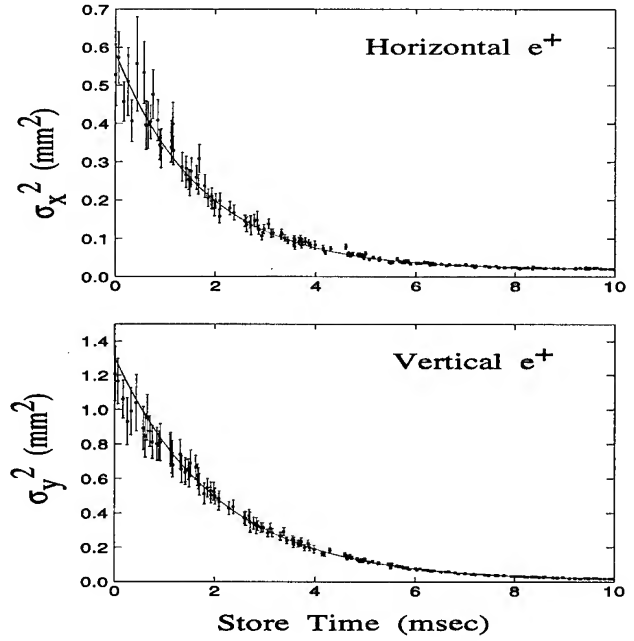 0.7
0.6
0.5
0.4
0.3
0.2
0.1
0.0
σx² (mm²)
Horizontal e⁺
0 2 4 6 8 10
1.4
1.2
1.0
0.8
0.6
0.4
0.2
0.0
σy² (mm²)
Vertical e⁺
0 2 4 6 8 10
Store Time (msec)